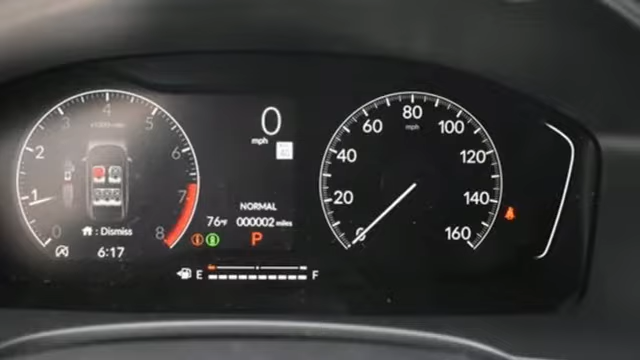 0 1 2 3 4 5 6 7 8
x1000r/min
: Dismiss
6:17
0
mph
40
NORMAL
76°F 000002 miles
P
E F
0 20 40 60 80 100 120 140 160
mph